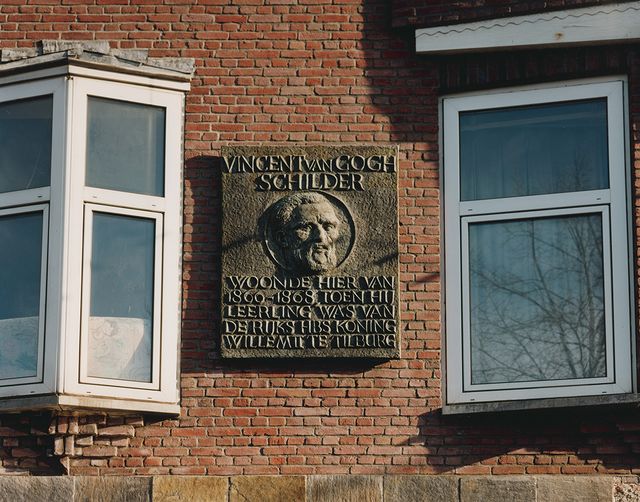 VINCENT VAN GOGH
SCHILDER
WOONDE HIER VAN
1866-1868, TOEN HIJ
LEERLING WAS VAN
DE RIJKS HBS KONING
WILLEM II TE TILBURG